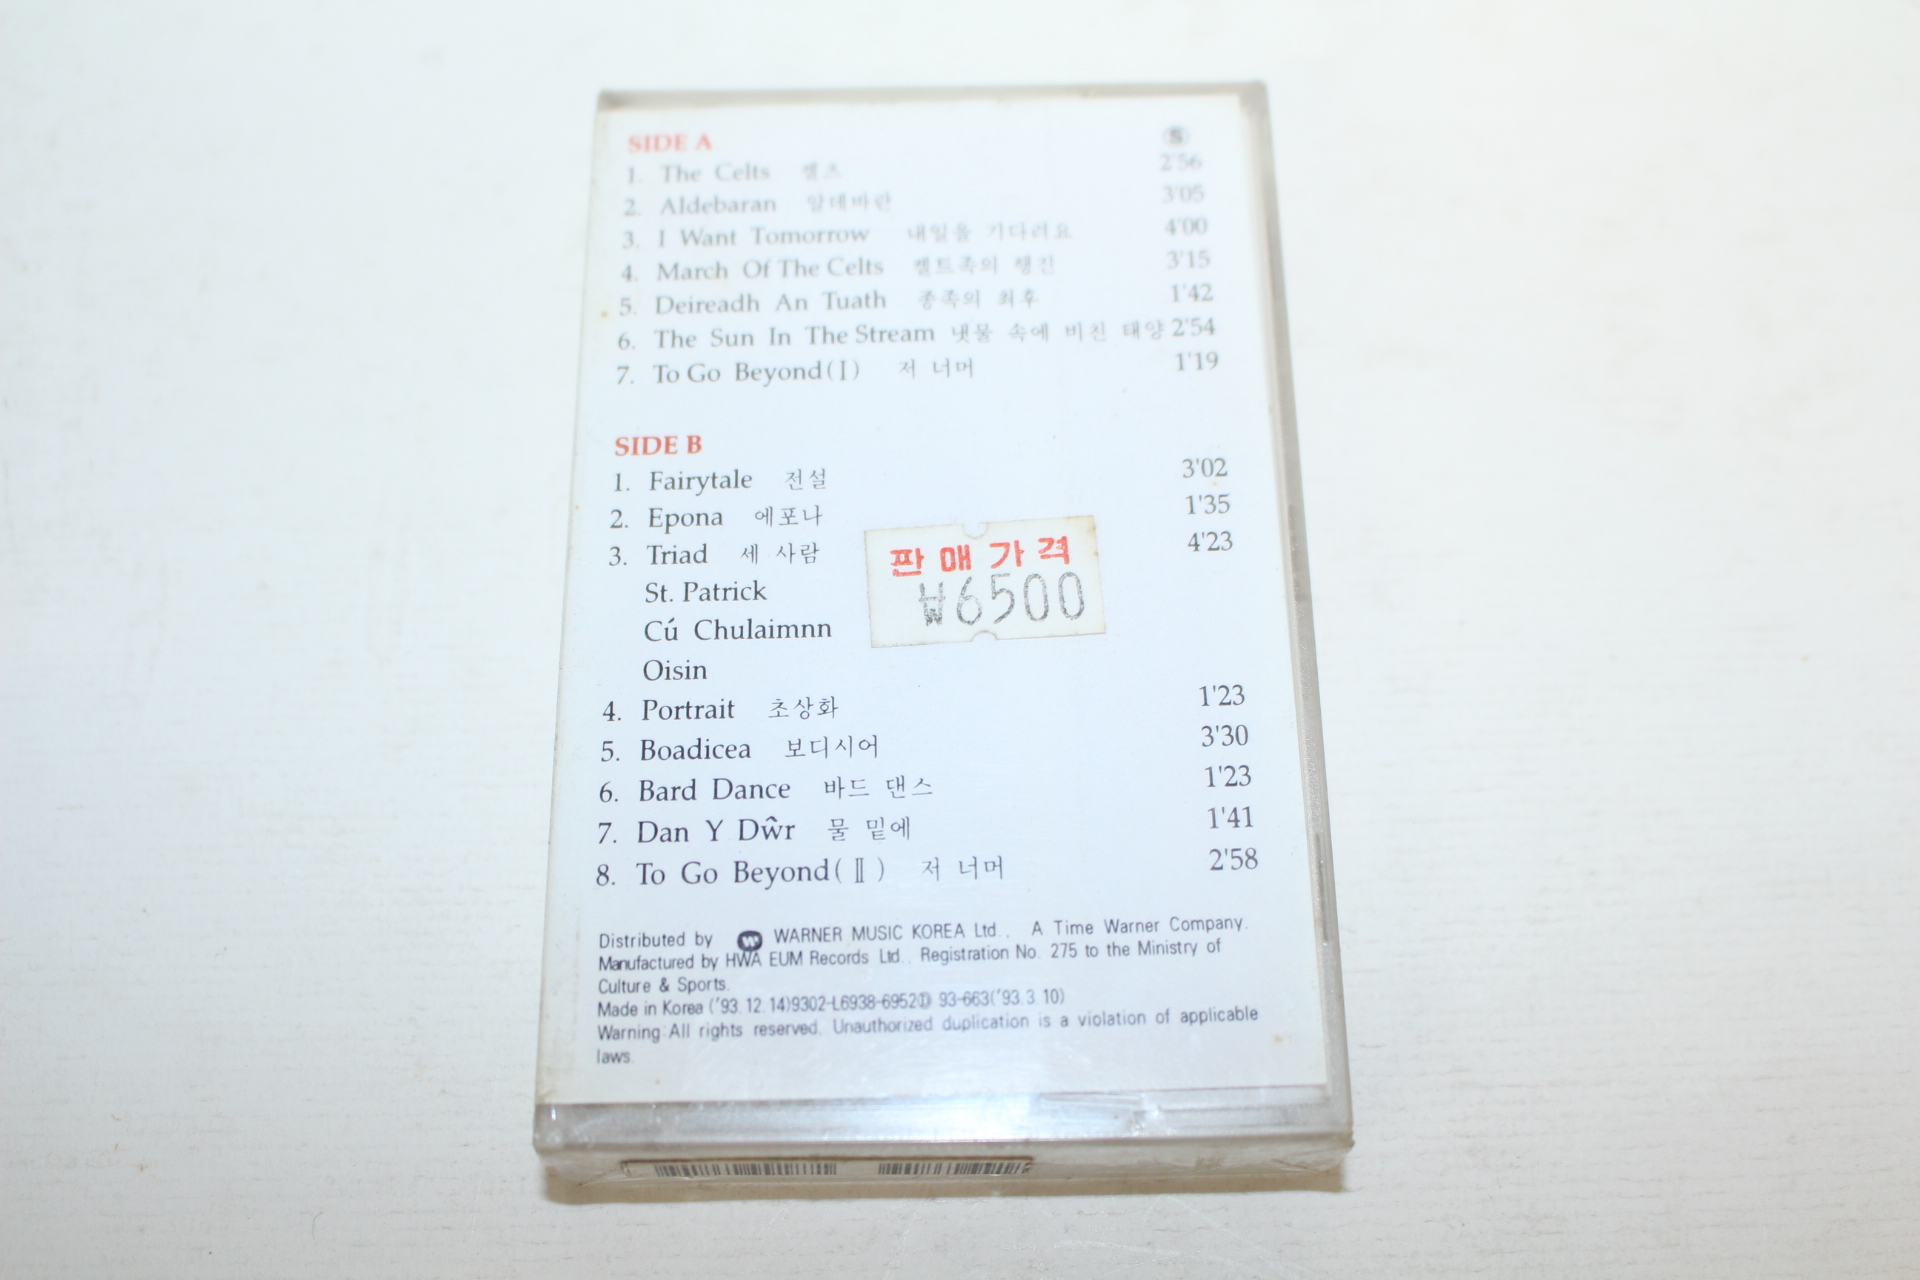 SIDE A
Ⓢ
1. The Celts 켈츠 2'56
2. Aldebaran 알데바란 3'05
3. I Want Tomorrow 내일을 기다려요 4'00
4. March Of The Celts 켈트족의 행진 3'15
5. Deireadh An Tuath 종족의 최후 1'42
6. The Sun In The Stream 냇물 속에 비친 태양 2'54
7. To Go Beyond(I) 저 너머 1'19
SIDE B
1. Fairytale 전설 3'02
2. Epona 에포나 1'35
3. Triad 세 사람 4'23
St. Patrick
Cú Chulaimnn
Oisin
판매가격
₩6500
4. Portrait 초상화 1'23
5. Boadicea 보디시어 3'30
6. Bard Dance 바드 댄스 1'23
7. Dan Y Dŵr 물 밑에 1'41
8. To Go Beyond(Ⅱ) 저 너머 2'58
Distributed by WARNER MUSIC KOREA Ltd., A Time Warner Company.
Manufactured by HWA EUM Records Ltd., Registration No. 275 to the Ministry of
Culture & Sports.
Made in Korea ('93. 12. 14)9302-L6938-6952① 93-663('93. 3. 10)
Warning:All rights reserved. Unauthorized duplication is a violation of applicable
laws.